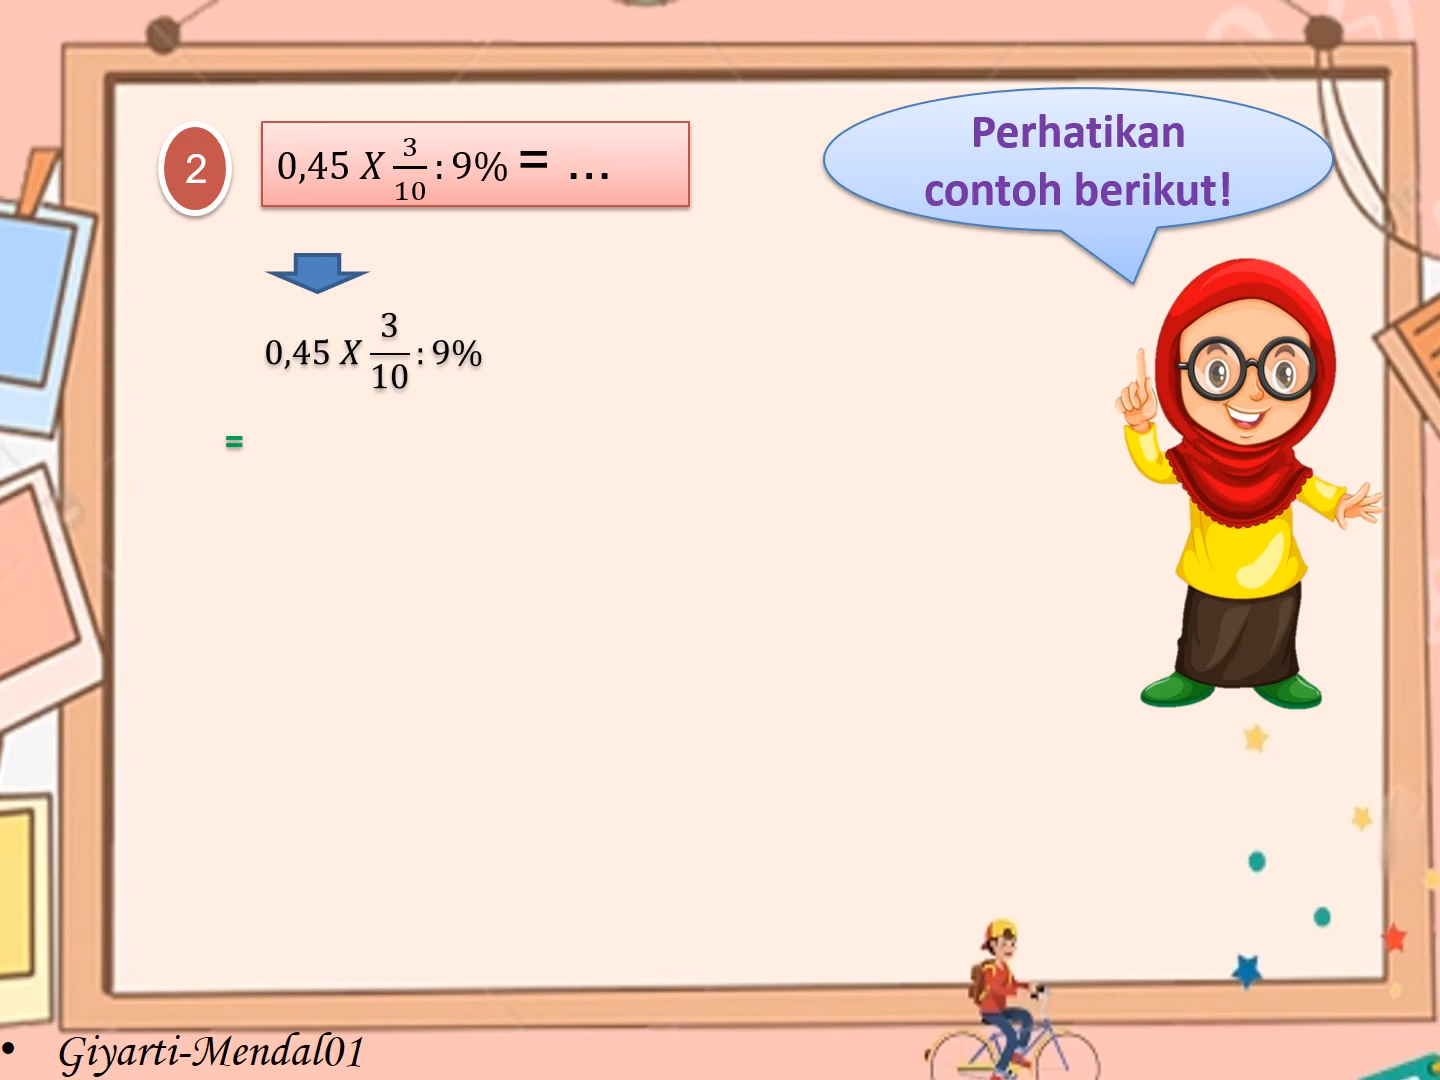 2
0,45 X 3/10 : 9% = ...
Perhatikan
contoh berikut!
0,45 X 3/10 : 9%
=
• Giyarti-Mendal01